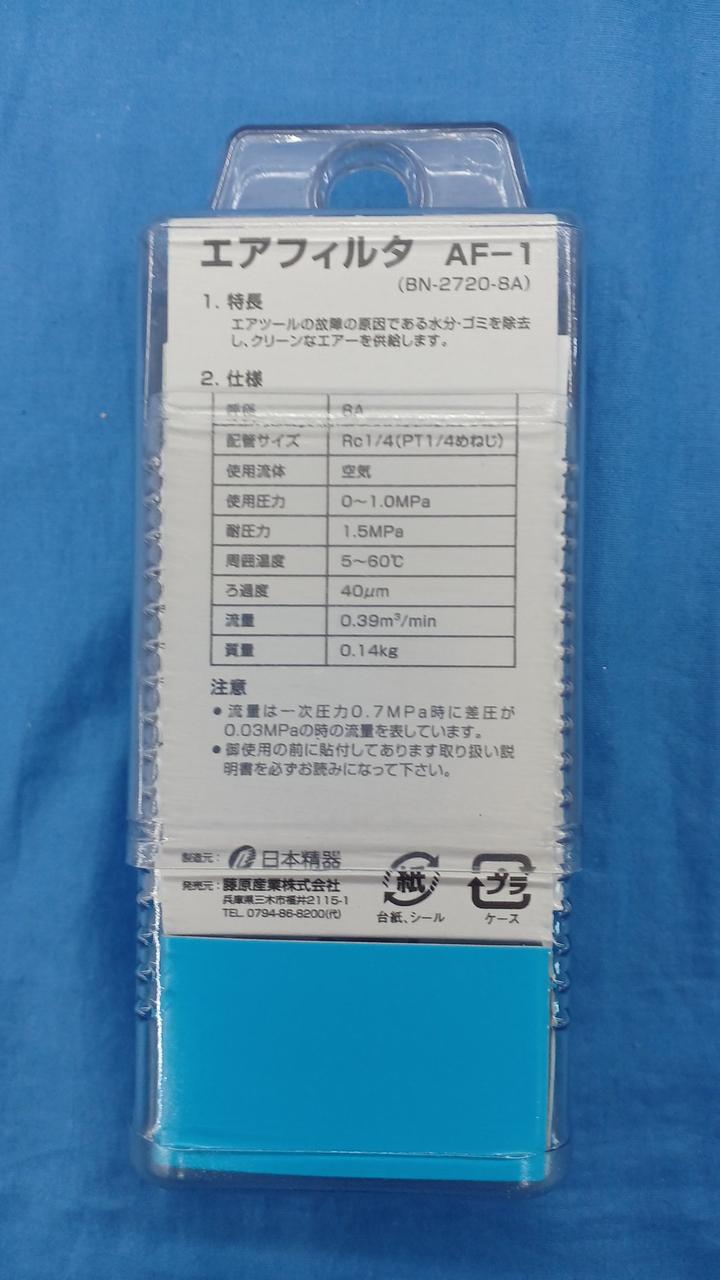 エアフィルタ AF-1
(BN-2720-8A)
1. 特長
エアツールの故障の原因である水分・ゴミを除去
し、クリーンなエアーを供給します。
2. 仕様
呼径 8A
配管サイズ Rc1/4(PT1/4めねじ)
使用流体 空気
使用圧力 0〜1.0MPa
耐圧力 1.5MPa
周囲温度 5〜60℃
ろ過度 40μm
流量 0.39m³/min
質量 0.14kg
注意
●流量は一次圧力0.7MPa時に差圧が
0.03MPaの時の流量を表しています。
●御使用の前に貼付してあります取り扱い説
明書を必ずお読みになって下さい。
製造元: 日本精器
発売元: 藤原産業株式会社
兵庫県三木市福井2115-1
TEL. 0794-86-8200(代)
紙
台紙、シール
プラ
ケース